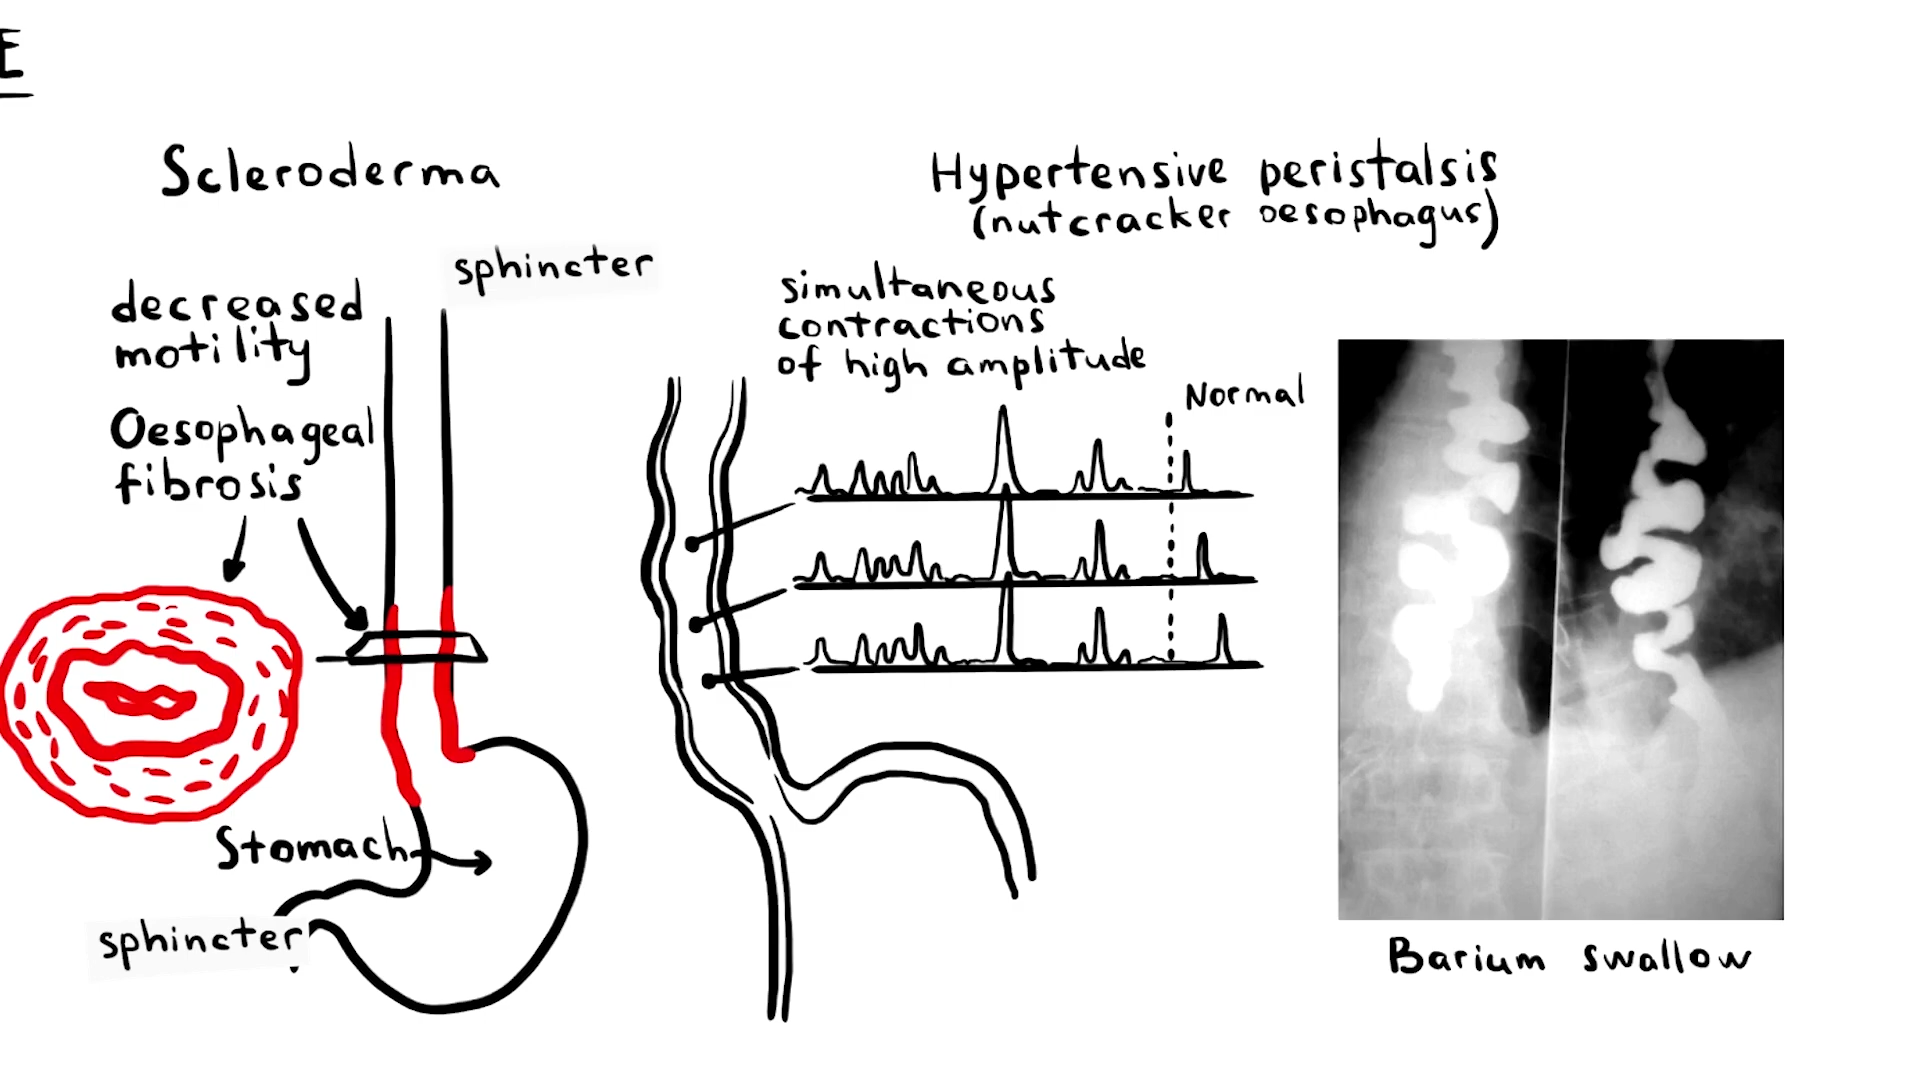 E
Scleroderma
sphincter
decreased
motility
Oesophageal
fibrosis
Stomach
sphincter
Hypertensive peristalsis
(nutcracker oesophagus)
simultaneous
contractions
of high amplitude
Normal
Barium swallow